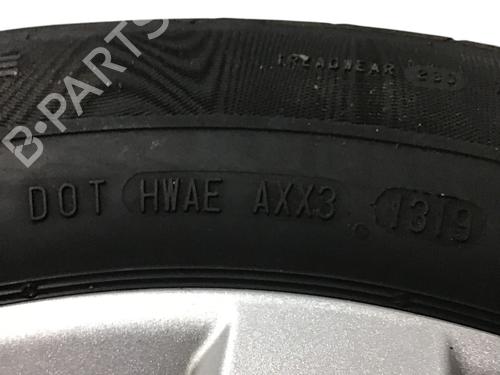 B-PARTS
TREADWEAR 280
DOT HWAE AXX3 1319